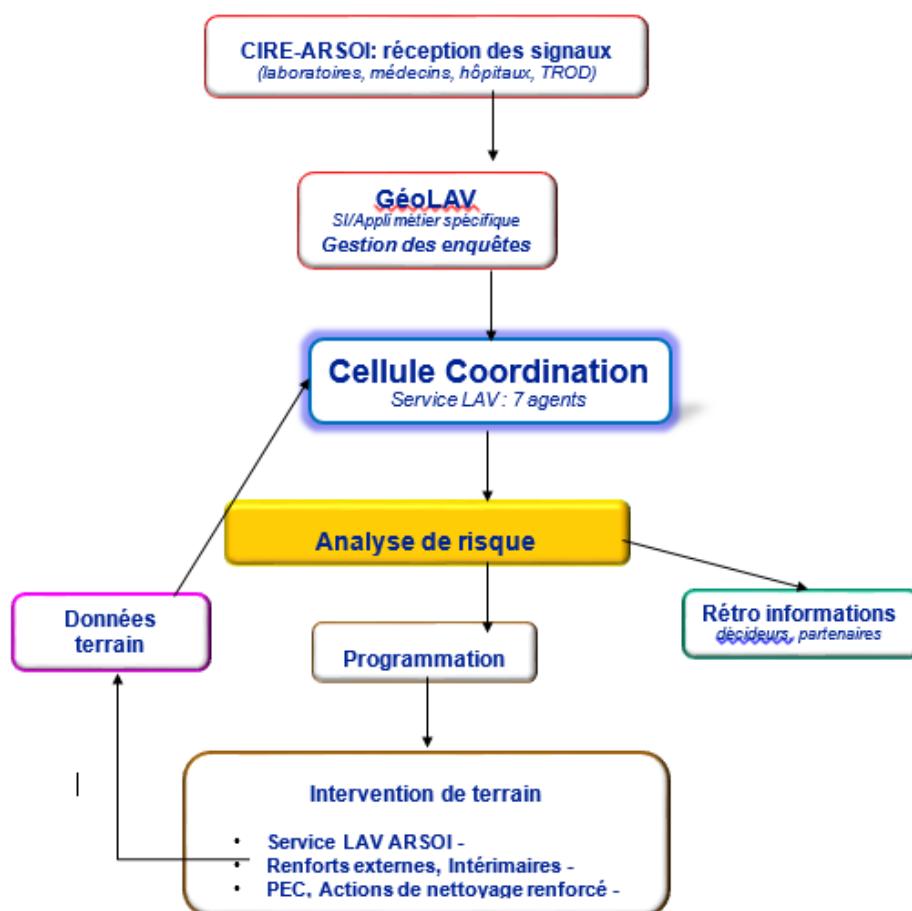 CIRE-ARSOI: réception des signaux
(laboratoires, médecins, hôpitaux, TROD)
GéoLAV
SI/Appli métier spécifique
Gestion des enquêtes
Cellule Coordination
Service LAV : 7 agents
Analyse de risque
Données
terrain
Rétro informations
décideurs, partenaires
Programmation
Intervention de terrain
• Service LAV ARSOI -
• Renforts externes, Intérimaires -
• PEC, Actions de nettoyage renforcé -